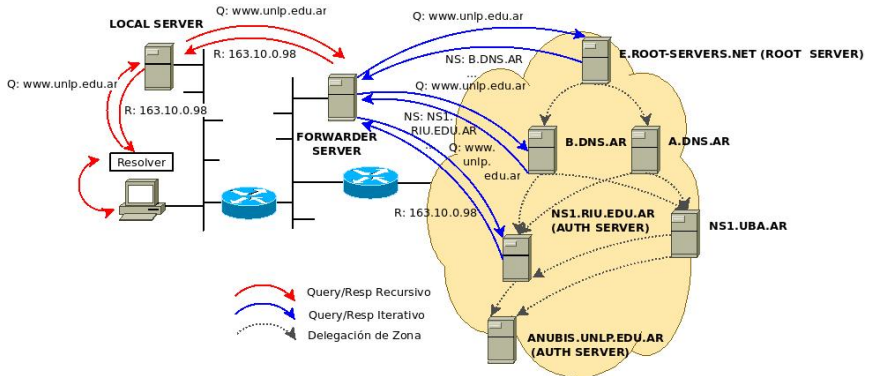 Q: www.unlp.edu.ar
LOCAL SERVER
R: 163.10.0.98
Q: www.unlp.edu.ar
R: 163.10.0.98
Resolver
Q: www.unlp.edu.ar
NS: B.DNS.AR
...
Q: www.unlp.edu.ar
E.ROOT-SERVERS.NET (ROOT SERVER)
FORWARDER
SERVER
NS: NS1.
RIU.EDU.AR
...
Q: www.
unlp.
edu.ar
R: 163.10.0.98
B.DNS.AR
A.DNS.AR
NS1.RIU.EDU.AR
(AUTH SERVER)
NS1.UBA.AR
ANUBIS.UNLP.EDU.AR
(AUTH SERVER)
Query/Resp Recursivo
Query/Resp Iterativo
Delegación de Zona